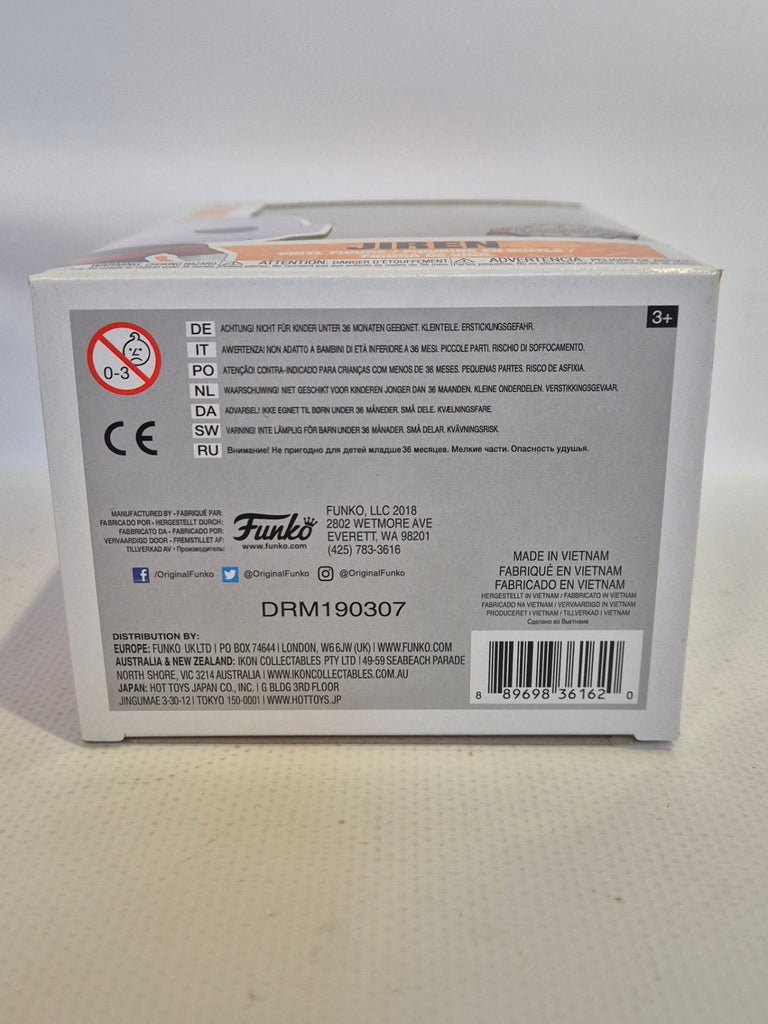 JIREN
ATTENTION: DANGER D'ÉTOUFFEMENT
ADVERTENCIA:
3+
0-3
DE ACHTUNG! NICHT FÜR KINDER UNTER 36 MONATEN GEEIGNET. KLEINTEILE. ERSTICKUNGSGEFAHR.
IT AVVERTENZA! NON ADATTO A BAMBINI DI ETÀ INFERIORE A 36 MESI. PICCOLE PARTI. RISCHIO DI SOFFOCAMENTO.
PO ATENÇÃO! CONTRA-INDICADO PARA CRIANÇAS COM MENOS DE 36 MESES. PEQUENAS PARTES. RISCO DE ASFIXIA.
NL WAARSCHUWING! NIET GESCHIKT VOOR KINDEREN JONGER DAN 36 MAANDEN. KLEINE ONDERDELEN. VERSTIKKINGSGEVAAR.
DA ADVARSEL! IKKE EGNET TIL BØRN UNDER 36 MÅNEDER. SMÅ DELE. KVÆLNINGSFARE.
SW VARNING! INTE LÄMPLIG FÖR BARN UNDER 36 MÅNADER. SMÅ DELAR. KVÄVNINGSRISK.
RU Внимание! Не пригодно для детей младше 36 месяцев. Мелкие части. Опасность удушья.
CE
MANUFACTURED BY • FABRIQUÉ PAR:
FABRICADO POR • HERGESTELLT DURCH:
FABBRICATO DA • FABRICADO POR:
VERVAARDIGD DOOR • FREMSTILLET AF:
TILLVERKAD AV • Производитель:
Funko
www.funko.com
FUNKO, LLC 2018
2802 WETMORE AVE
EVERETT, WA 98201
(425) 783-3616
/OriginalFunko @OriginalFunko @OriginalFunko
DRM190307
MADE IN VIETNAM
FABRIQUÉ EN VIETNAM
FABRICADO EN VIETNAM
HERGESTELLT IN VIETNAM / FABBRICATO IN VIETNAM
FABRICADO NA VIETNAM / VERVAARDIGD IN VIETNAM
PRODUCERET I VIETNAM / TILLVERKAD I VIETNAM
Сделано во Вьетнаме
DISTRIBUTION BY:
EUROPE: FUNKO UK LTD | PO BOX 74644 | LONDON, W6 6JW (UK) | WWW.FUNKO.COM
AUSTRALIA & NEW ZEALAND: IKON COLLECTABLES PTY LTD | 49-59 SEABEACH PARADE
NORTH SHORE, VIC 3214 AUSTRALIA | WWW.IKONCOLLECTABLES.COM.AU
JAPAN: HOT TOYS JAPAN CO., INC. | G BLDG 3RD FLOOR
JINGUMAE 3-30-12 | TOKYO 150-0001 | WWW.HOTTOYS.JP
8 89698 36162 0